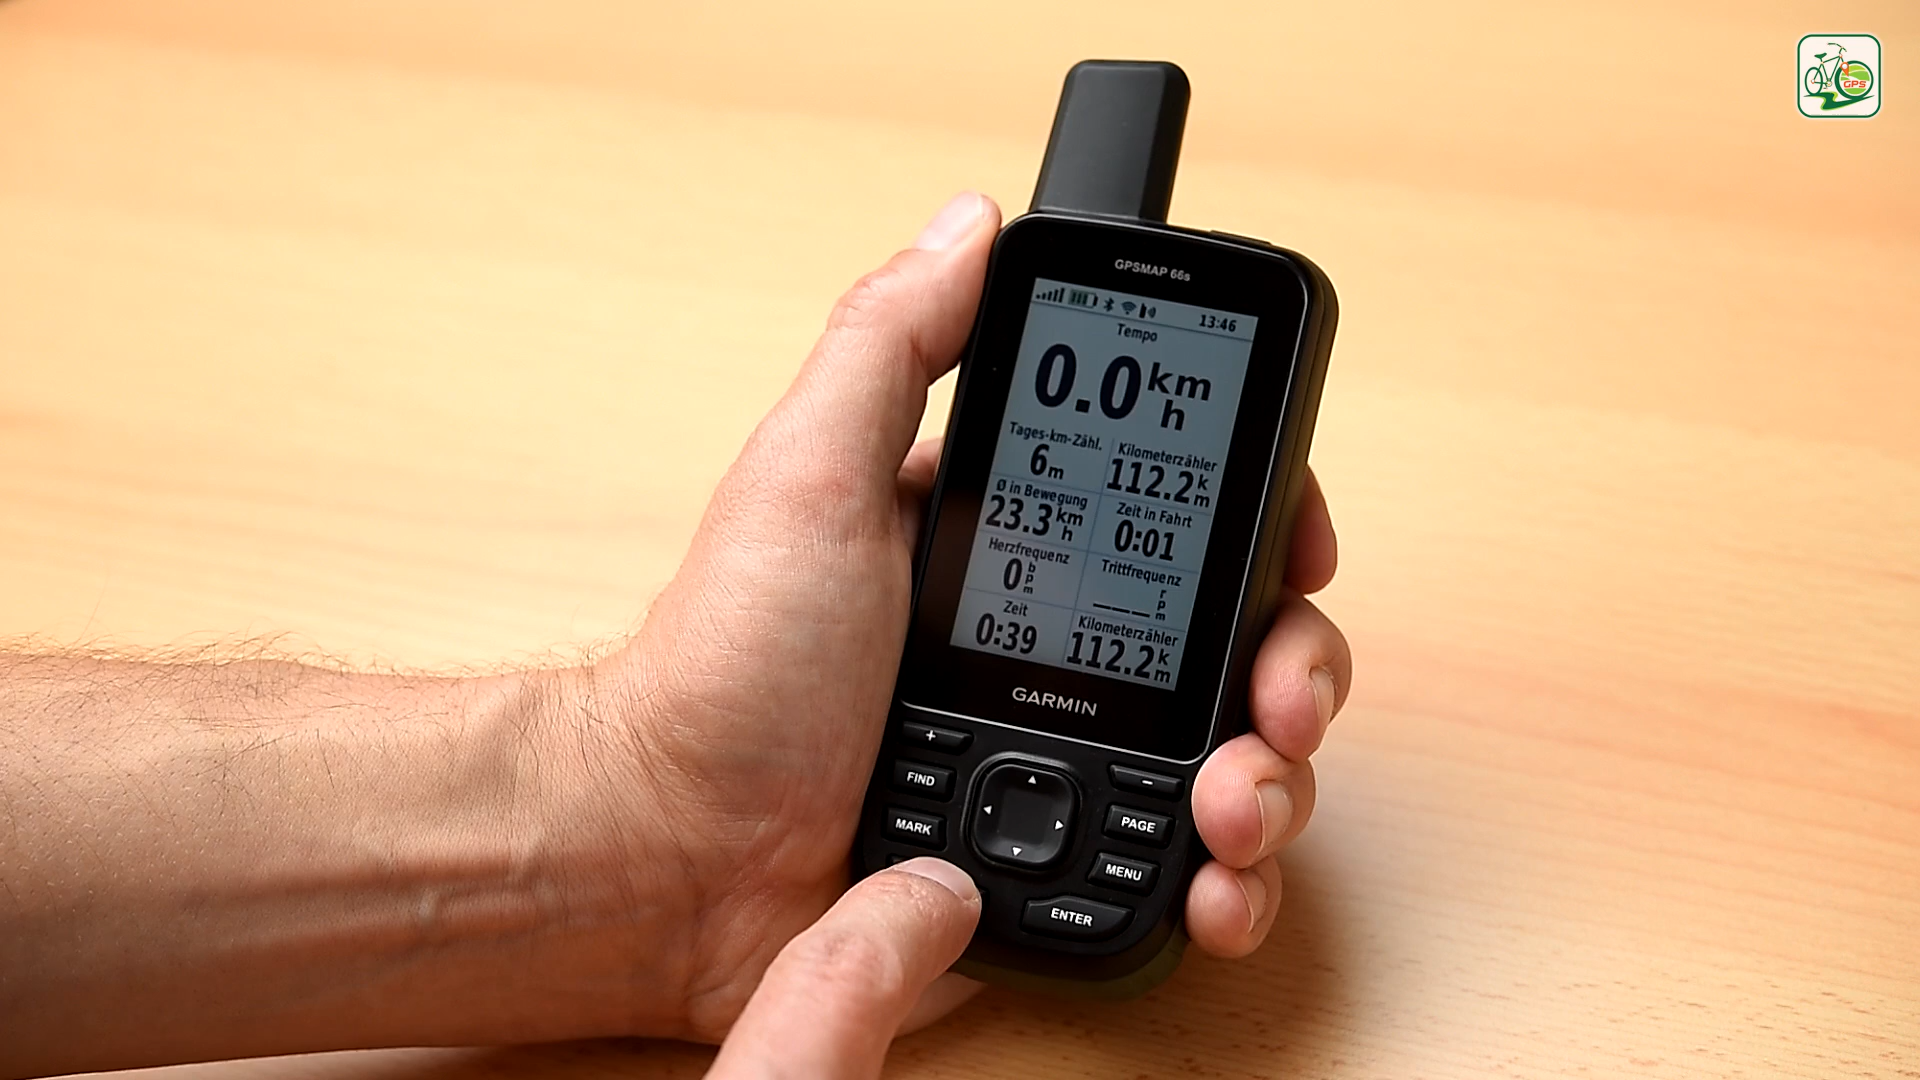 GPS
GPSMAP 66s
13:46
Tempo
0.0 km h
Tages-km-Zähl. Kilometerzähler
6 m 112.2 k m
Ø in Bewegung Zeit in Fahrt
23.3 km h 0:01
Herzfrequenz Trittfrequenz
0 b p m ___ r p m
Zeit Kilometerzähler
0:39 112.2 k m
GARMIN
+ −
FIND PAGE
MARK MENU
ENTER